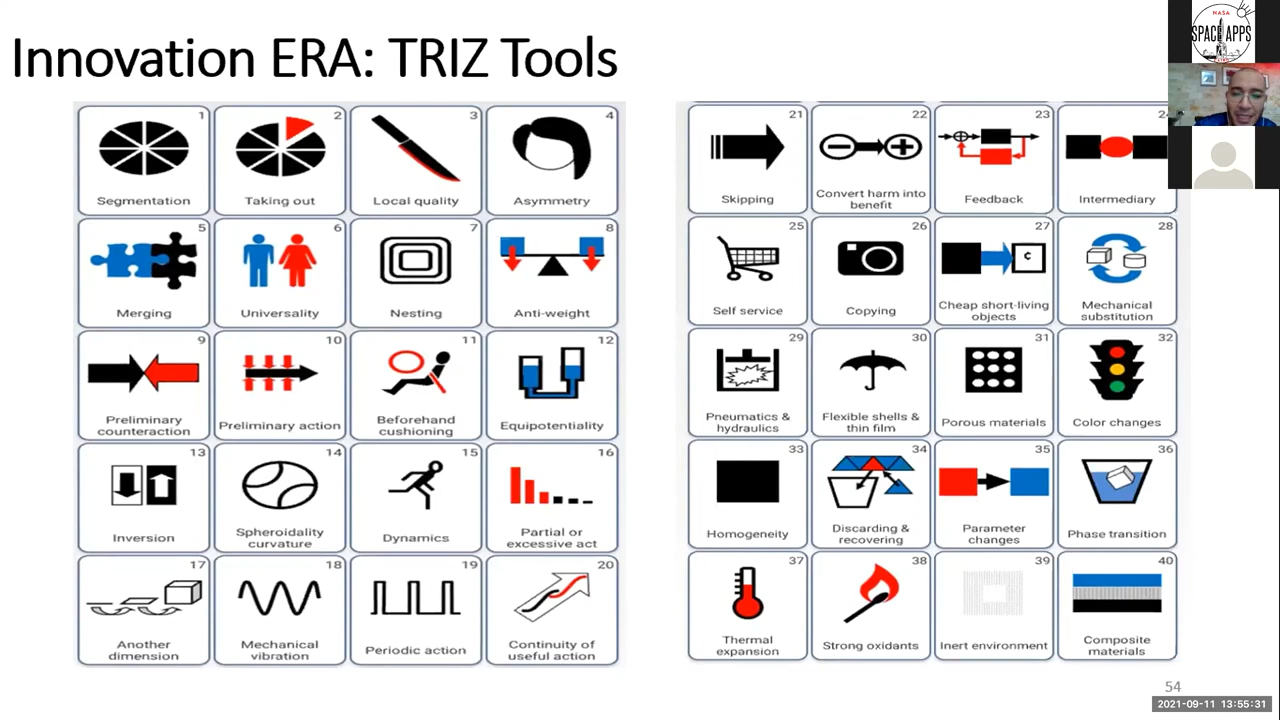 Innovation ERA: TRIZ Tools
NASA
SPACE APPS
1
Segmentation
2
Taking out
3
Local quality
4
Asymmetry
5
Merging
6
Universality
7
Nesting
8
Anti-weight
9
Preliminary
counteraction
10
Preliminary action
11
Beforehand
cushioning
12
Equipotentiality
13
Inversion
14
Spheroidality
curvature
15
Dynamics
16
Partial or
excessive act
17
Another
dimension
18
Mechanical
vibration
19
Periodic action
20
Continuity of
useful action
21
Skipping
22
Convert harm into
benefit
23
Feedback
24
Intermediary
25
Self service
26
Copying
27
¢
Cheap short-living
objects
28
Mechanical
substitution
29
Pneumatics &
hydraulics
30
Flexible shells &
thin film
31
Porous materials
32
Color changes
33
Homogeneity
34
Discarding &
recovering
35
Parameter
changes
36
Phase transition
37
Thermal
expansion
38
Strong oxidants
39
Inert environment
40
Composite
materials
54
2021-09-11 13:55:31